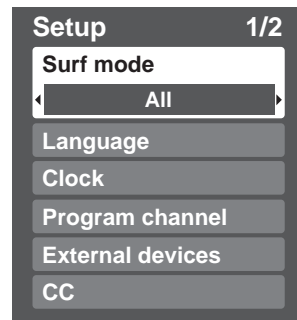 Setup 1/2
Surf mode
All
Language
Clock
Program channel
External devices
CC